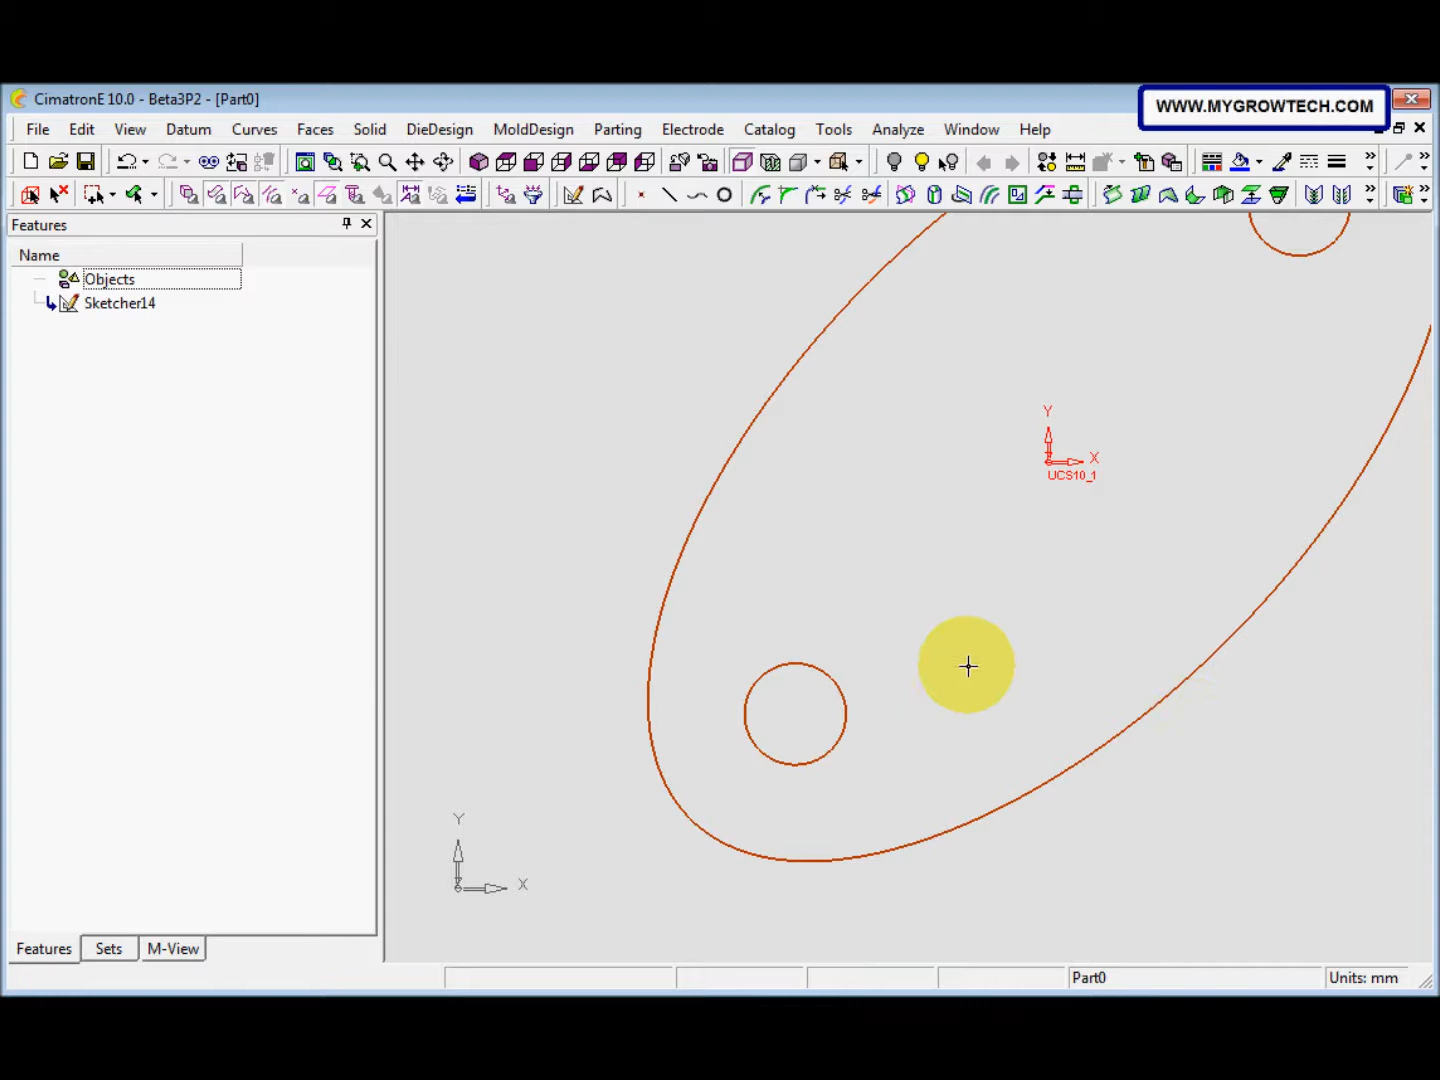 CimatronE 10.0 - Beta3P2 - [Part0]
WWW.MYGROWTECH.COM
File Edit View Datum Curves Faces Solid DieDesign MoldDesign Parting Electrode Catalog Tools Analyze Window Help
Features
Name
Objects
Sketcher14
Y
X
UCS10_1
Y
X
Features Sets M-View
Part0 Units: mm